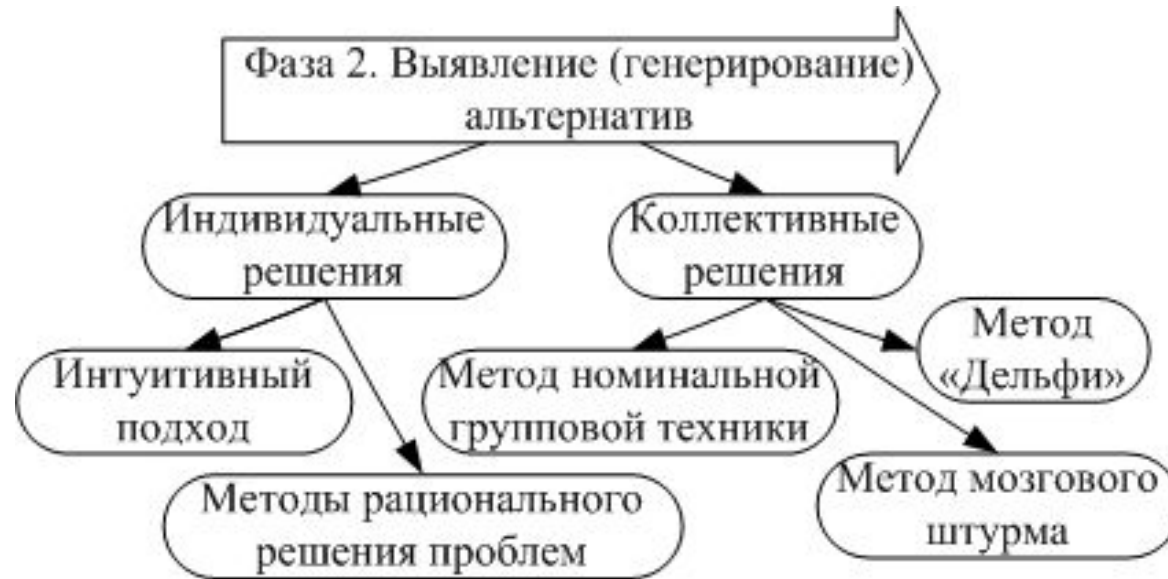 Фаза 2. Выявление (генерирование)
альтернатив
Индивидуальные
решения
Коллективные
решения
Интуитивный
подход
Метод номинальной
групповой техники
Метод
«Дельфи»
Методы рационального
решения проблем
Метод мозгового
штурма